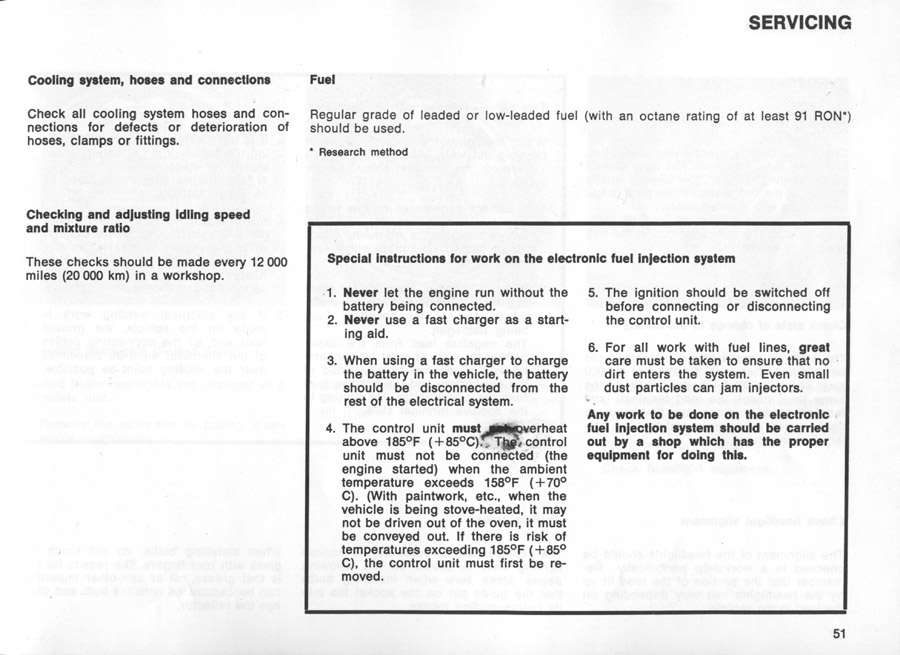 SERVICING
Cooling system, hoses and connections
Check all cooling system hoses and con-
nections for defects or deterioration of
hoses, clamps or fittings.
Checking and adjusting idling speed
and mixture ratio
These checks should be made every 12 000
miles (20 000 km) in a workshop.
Fuel
Regular grade of leaded or low-leaded fuel (with an octane rating of at least 91 RON*)
should be used.
* Research method
Special instructions for work on the electronic fuel injection system
1. Never let the engine run without the
battery being connected.
2. Never use a fast charger as a start-
ing aid.
3. When using a fast charger to charge
the battery in the vehicle, the battery
should be disconnected from the
rest of the electrical system.
4. The control unit must overheat
above 185°F (+85°C). The control
unit must not be connected (the
engine started) when the ambient
temperature exceeds 158°F (+70°
C). (With paintwork, etc., when the
vehicle is being stove-heated, it may
not be driven out of the oven, it must
be conveyed out. If there is risk of
temperatures exceeding 185°F (+85°
C), the control unit must first be re-
moved.
5. The ignition should be switched off
before connecting or disconnecting
the control unit.
6. For all work with fuel lines, great
care must be taken to ensure that no
dirt enters the system. Even small
dust particles can jam injectors.
Any work to be done on the electronic
fuel injection system should be carried
out by a shop which has the proper
equipment for doing this.
51